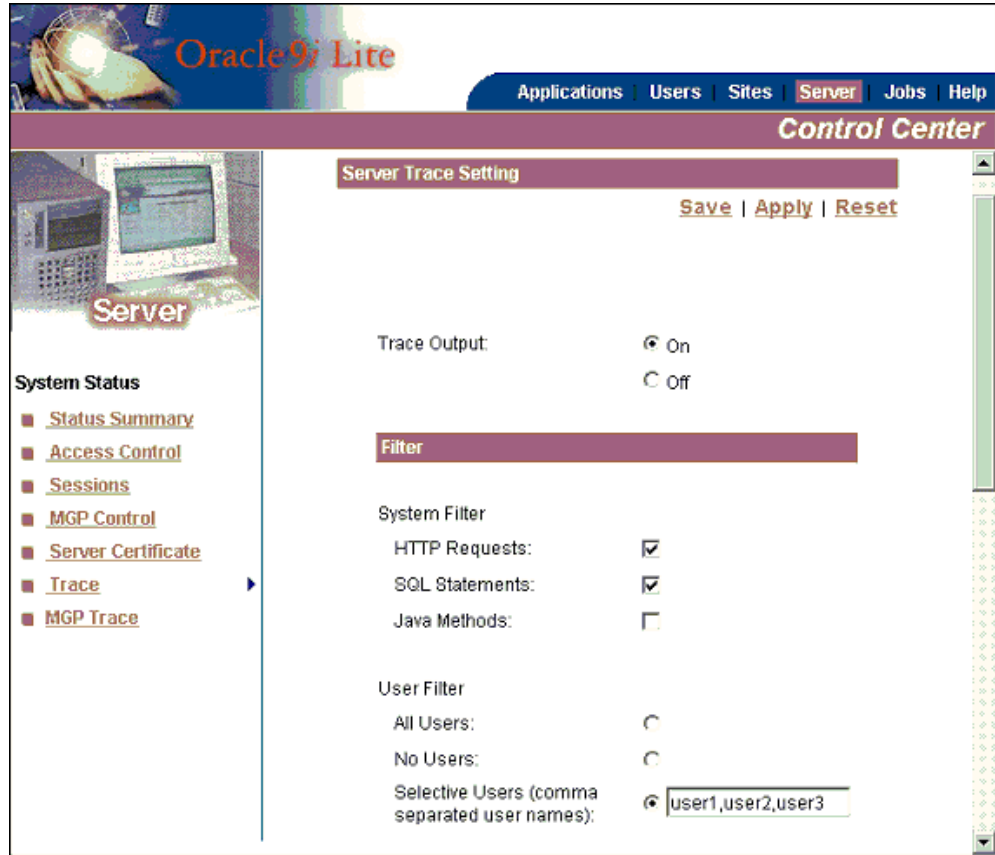 Oracle9i Lite
Applications | Users | Sites | Server | Jobs | Help
Control Center
Server
System Status
Status Summary
Access Control
Sessions
MGP Control
Server Certificate
Trace
MGP Trace
Server Trace Setting
Save | Apply | Reset
Trace Output:
On
Off
Filter
System Filter
HTTP Requests:
SQL Statements:
Java Methods:
User Filter
All Users:
No Users:
Selective Users (comma
separated user names):
user1,user2,user3